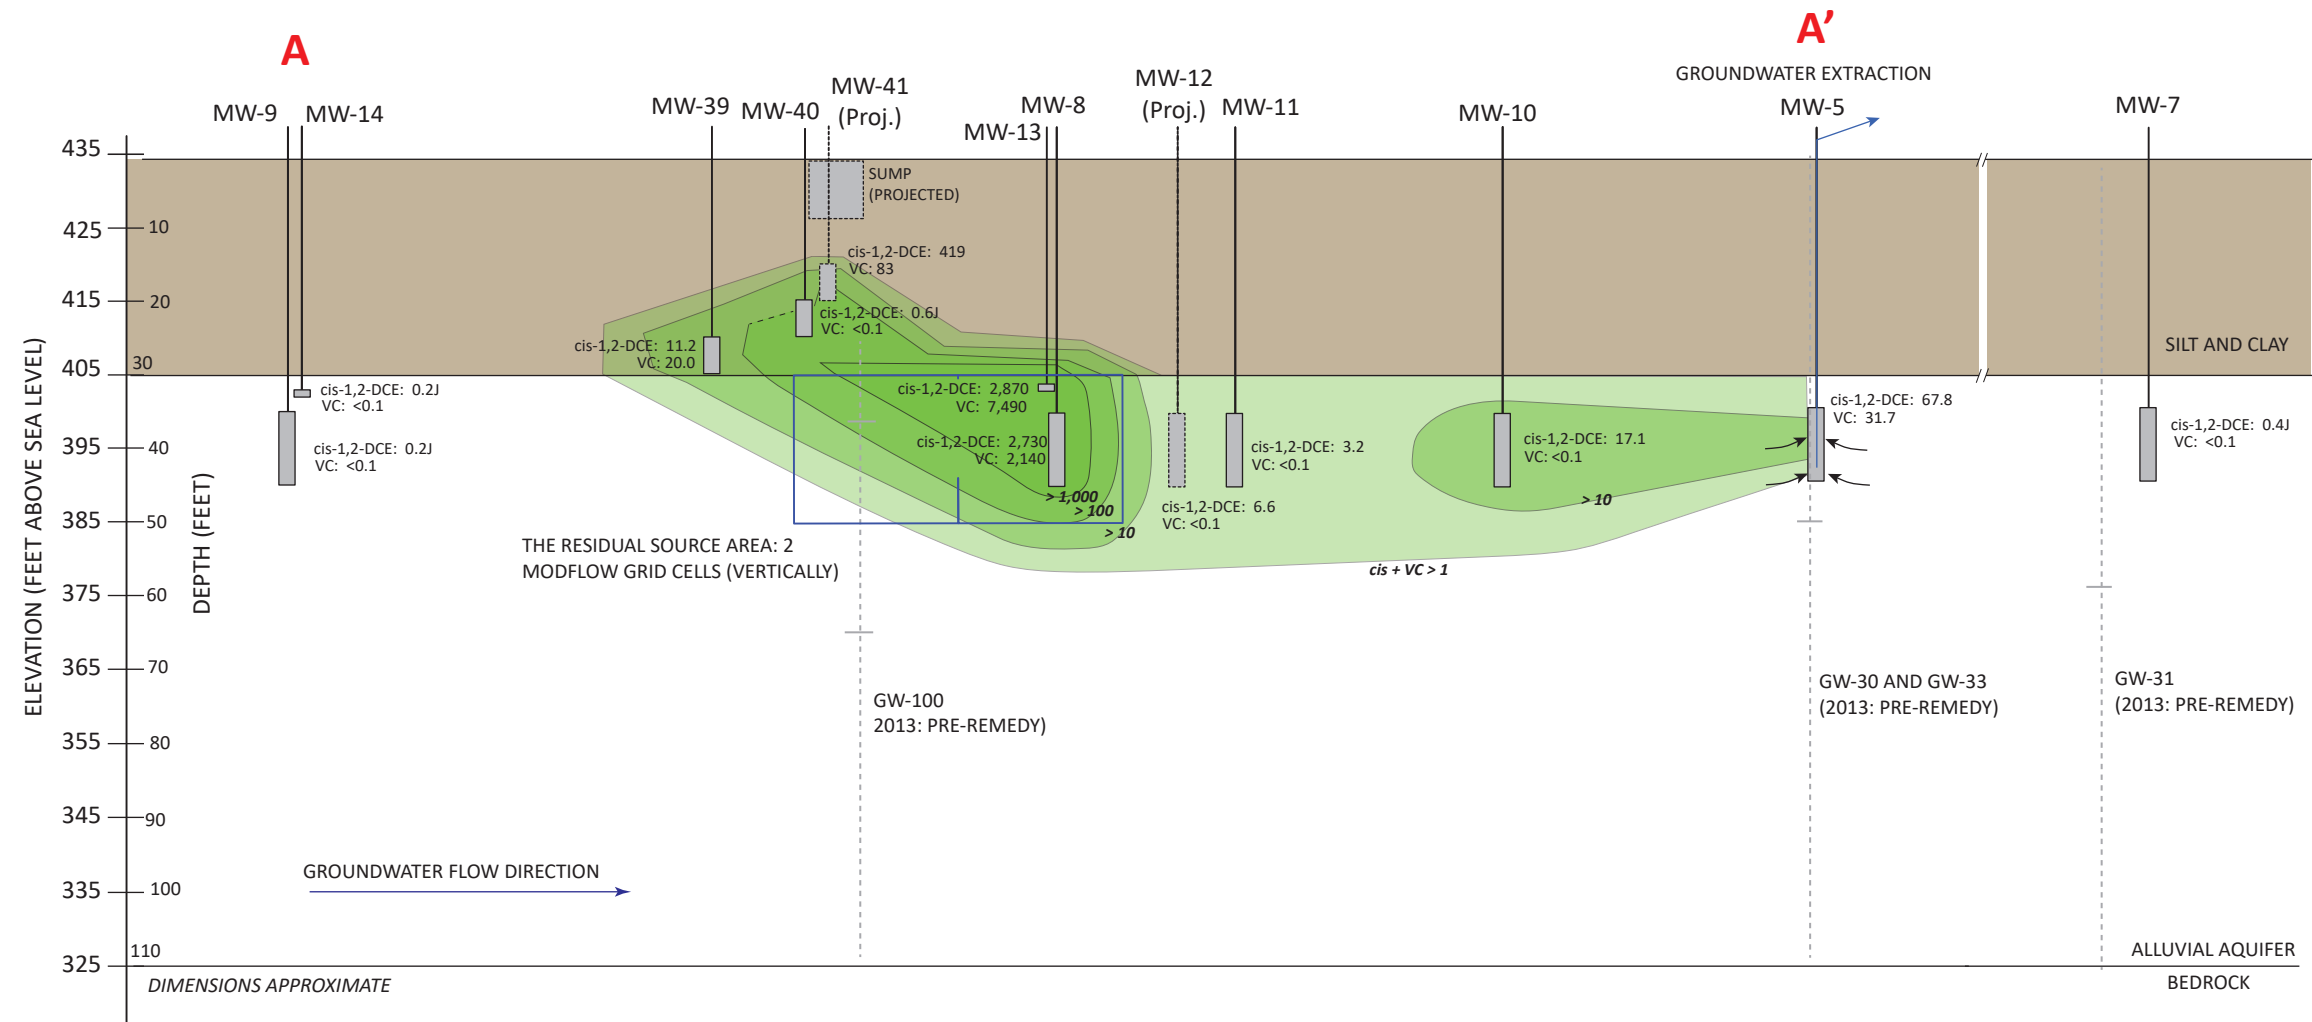 A
A’
GROUNDWATER EXTRACTION
MW-9
MW-14
MW-39
MW-40
MW-41
(Proj.)
MW-13
MW-8
MW-12
(Proj.)
MW-11
MW-10
MW-5
MW-7
435
425
415
405
395
385
375
365
355
345
335
325
10
20
30
40
50
60
70
80
90
100
110
ELEVATION (FEET ABOVE SEA LEVEL)
DEPTH (FEET)
SUMP
(PROJECTED)
cis-1,2-DCE: 419
VC: 83
cis-1,2-DCE: 0.6J
VC: <0.1
cis-1,2-DCE: 11.2
VC: 20.0
SILT AND CLAY
cis-1,2-DCE: 0.2J
VC: <0.1
cis-1,2-DCE: 0.2J
VC: <0.1
cis-1,2-DCE: 2,870
VC: 7,490
cis-1,2-DCE: 2,730
VC: 2,140
> 1,000
> 100
> 10
cis-1,2-DCE: 6.6
VC: <0.1
cis-1,2-DCE: 3.2
VC: <0.1
cis-1,2-DCE: 17.1
VC: <0.1
> 10
cis-1,2-DCE: 67.8
VC: 31.7
cis-1,2-DCE: 0.4J
VC: <0.1
cis + VC > 1
THE RESIDUAL SOURCE AREA: 2
MODFLOW GRID CELLS (VERTICALLY)
GW-100
2013: PRE-REMEDY)
GW-30 AND GW-33
(2013: PRE-REMEDY)
GW-31
(2013: PRE-REMEDY)
GROUNDWATER FLOW DIRECTION
ALLUVIAL AQUIFER
BEDROCK
DIMENSIONS APPROXIMATE